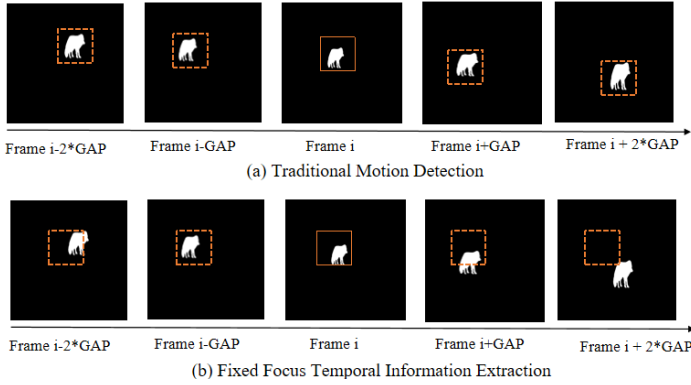 Frame i-2*GAP
Frame i-GAP
Frame i
Frame i+GAP
Frame i + 2*GAP
(a) Traditional Motion Detection
Frame i-2*GAP
Frame i-GAP
Frame i
Frame i+GAP
Frame i + 2*GAP
(b) Fixed Focus Temporal Information Extraction